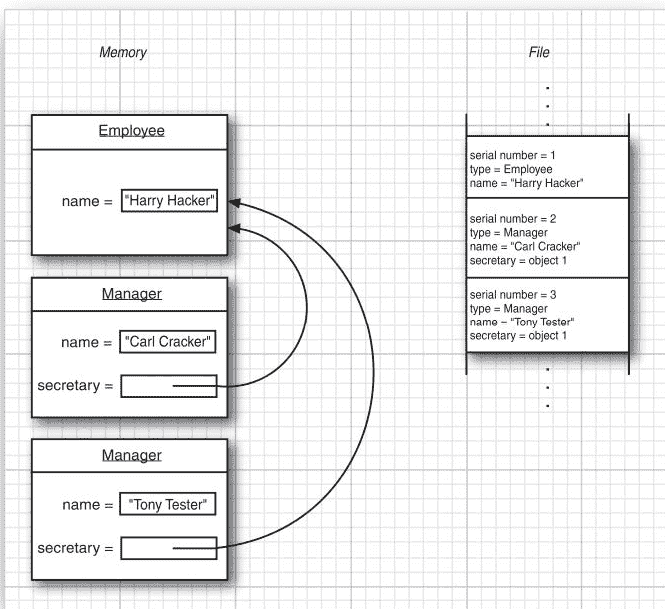 Memory
File
Employee
name = "Harry Hacker"
Manager
name = "Carl Cracker"
secretary =
Manager
name = "Tony Tester"
secretary =
serial number = 1
type = Employee
name = "Harry Hacker"
serial number = 2
type = Manager
name = "Carl Cracker"
secretary = object 1
serial number = 3
type = Manager
name = "Tony Tester"
secretary = object 1